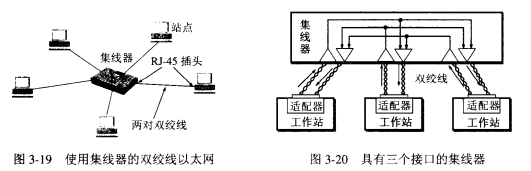 站点
集线器
RJ-45 插头
两对双绞线
图 3-19 使用集线器的双绞线以太网
集线器
双绞线
适配器
工作站
适配器
工作站
适配器
工作站
图 3-20 具有三个接口的集线器